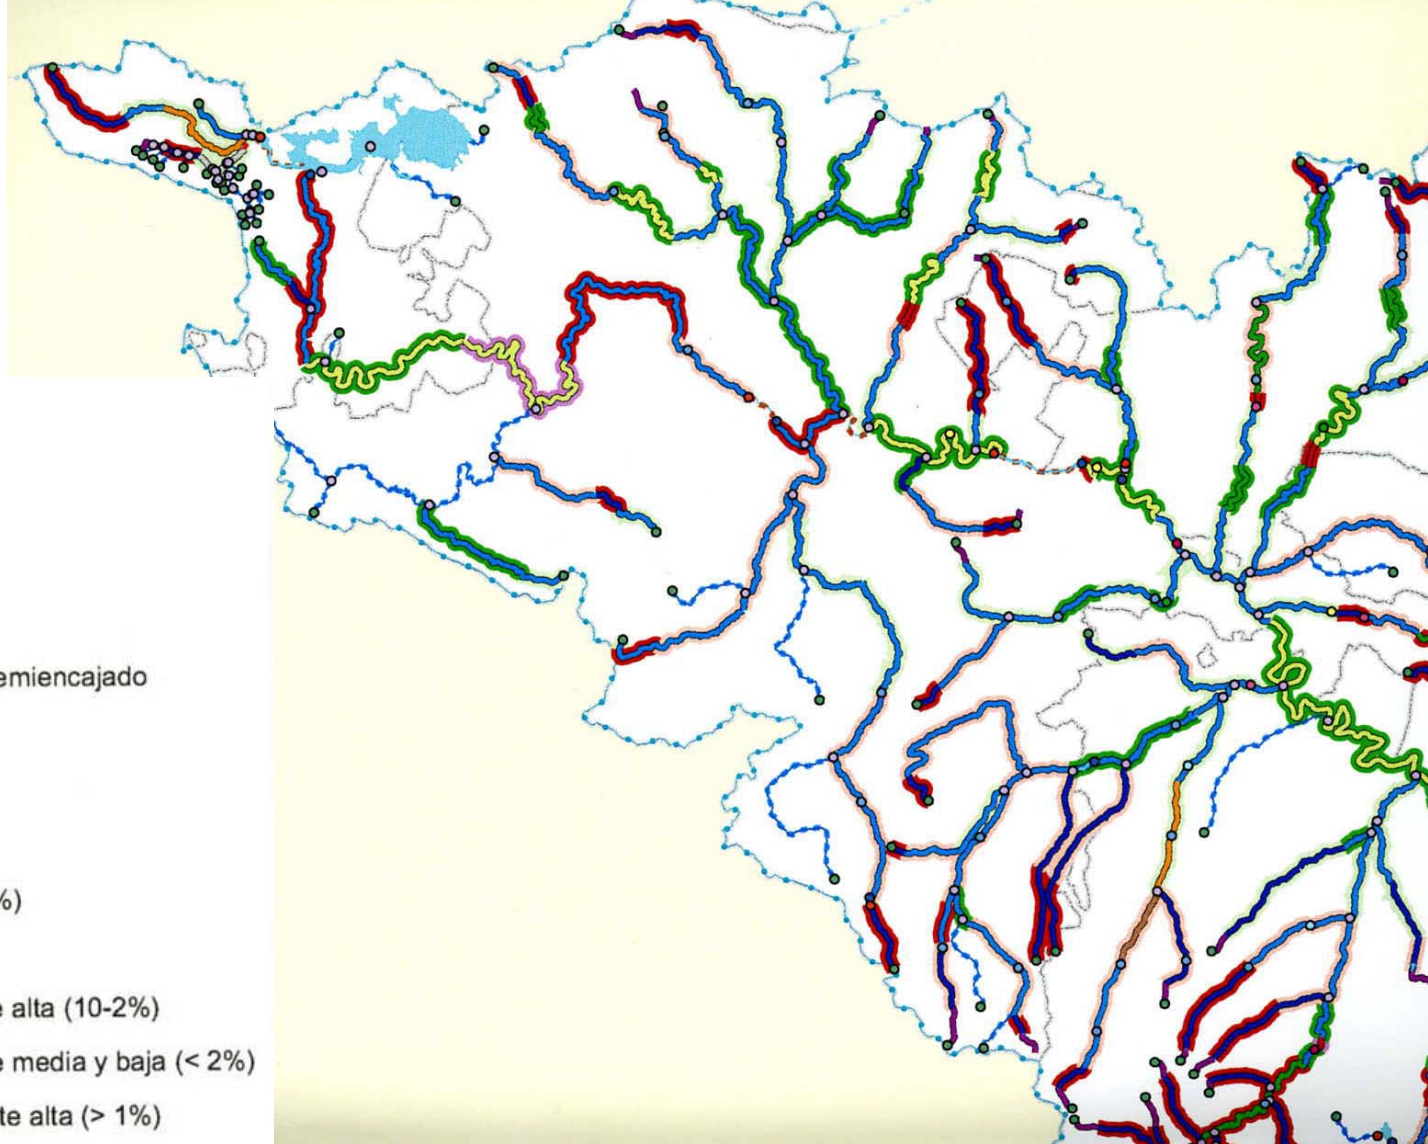 emiencajado
%)
e alta (10-2%)
e media y baja (< 2%)
te alta (> 1%)